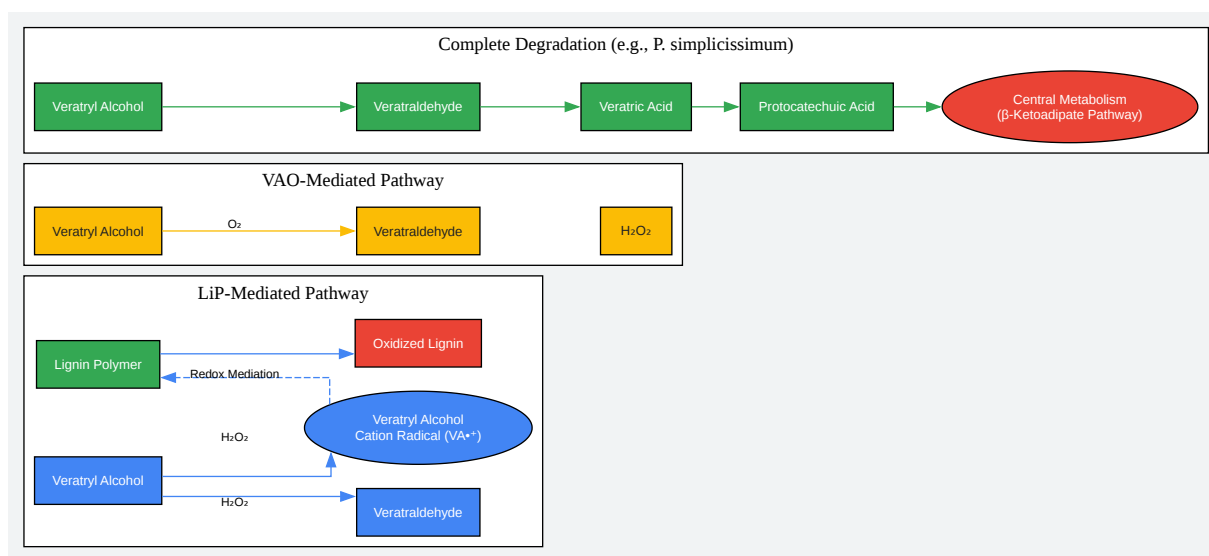 Complete Degradation (e.g., P. simplicissimum)
Veratryl Alcohol
Veratraldehyde
Veratric Acid
Protocatechuic Acid
Central Metabolism
(β-Ketoadipate Pathway)
VAO-Mediated Pathway
Veratryl Alcohol
O₂
Veratraldehyde
H₂O₂
LiP-Mediated Pathway
Lignin Polymer
Oxidized Lignin
Redox Mediation
Veratryl Alcohol
Cation Radical (VA•⁺)
H₂O₂
Veratryl Alcohol
H₂O₂
Veratraldehyde